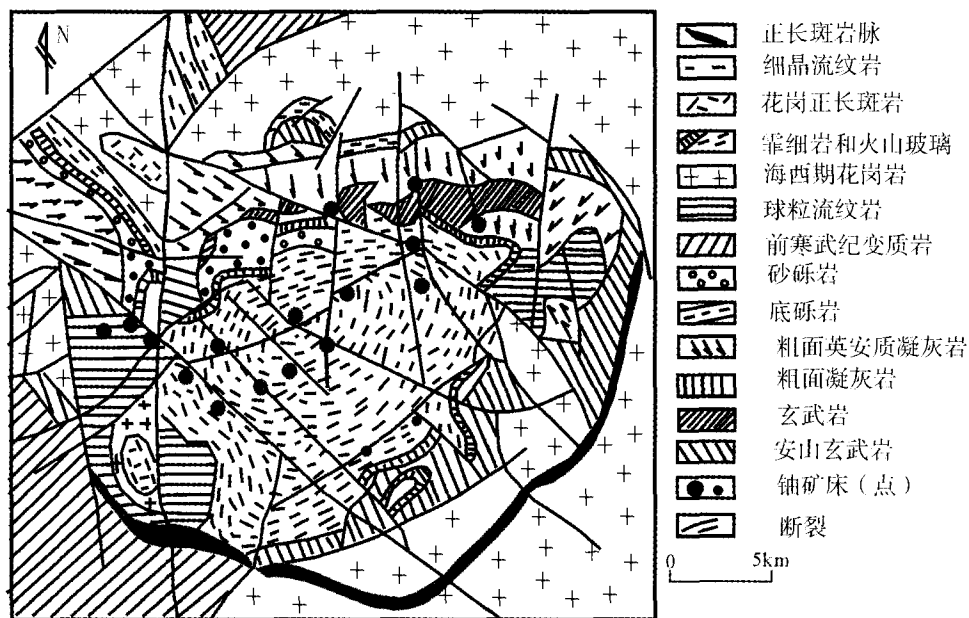 N
正长斑岩脉
细晶流纹岩
花岗正长斑岩
霏细岩和火山玻璃
海西期花岗岩
球粒流纹岩
前寒武纪变质岩
砂砾岩
底砾岩
粗面英安质凝灰岩
粗面凝灰岩
玄武岩
安山玄武岩
铀矿床（点）
断裂
0 5km